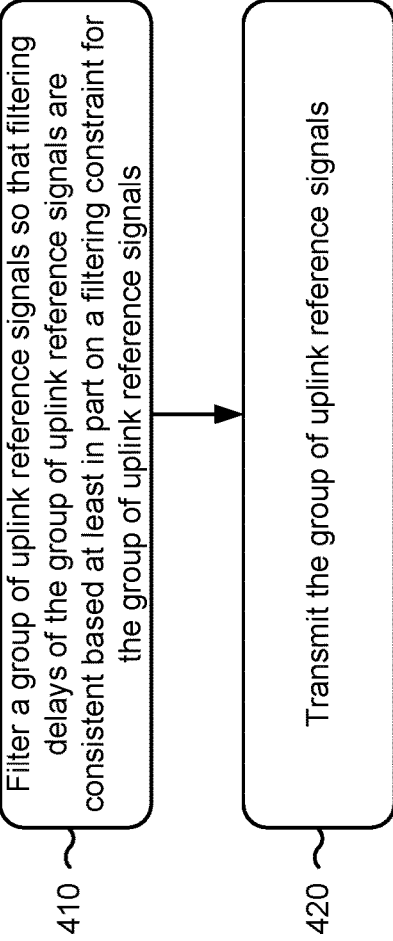 410
Filter a group of uplink reference signals so that filtering
delays of the group of uplink reference signals are
consistent based at least in part on a filtering constraint for
the group of uplink reference signals
420
Transmit the group of uplink reference signals